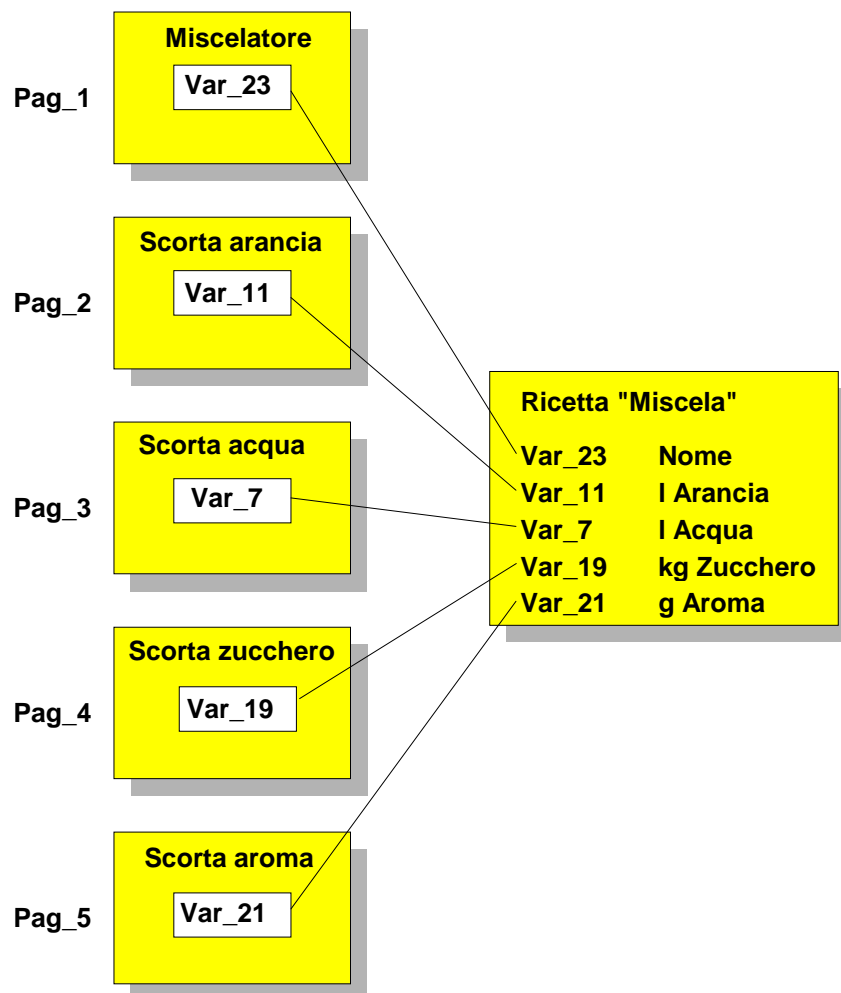 Miscelatore
Pag_1
Var_23
Scorta arancia
Pag_2
Var_11
Scorta acqua
Pag_3
Var_7
Scorta zucchero
Pag_4
Var_19
Scorta aroma
Pag_5
Var_21
Ricetta "Miscela"
Var_23 Nome
Var_11 l Arancia
Var_7 l Acqua
Var_19 kg Zucchero
Var_21 g Aroma